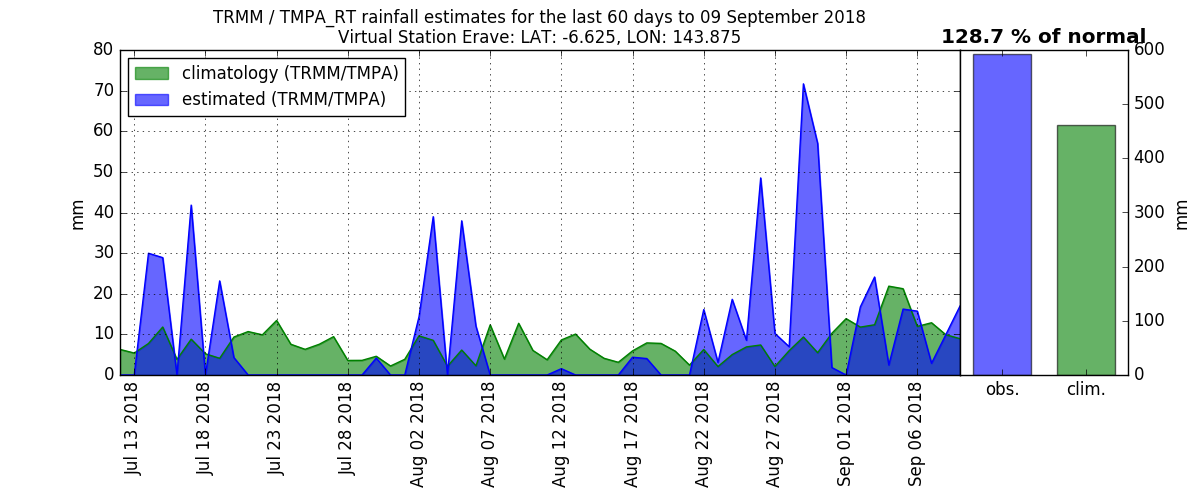 TRMM / TMPA_RT rainfall estimates for the last 60 days to 09 September 2018
Virtual Station Erave: LAT: -6.625, LON: 143.875
128.7 % of normal
climatology (TRMM/TMPA)
estimated (TRMM/TMPA)
mm
80
70
60
50
40
30
20
10
0
Jul 13 2018
Jul 18 2018
Jul 23 2018
Jul 28 2018
Aug 02 2018
Aug 07 2018
Aug 12 2018
Aug 17 2018
Aug 22 2018
Aug 27 2018
Sep 01 2018
Sep 06 2018
obs.
clim.
600
500
400
300
200
100
0
mm